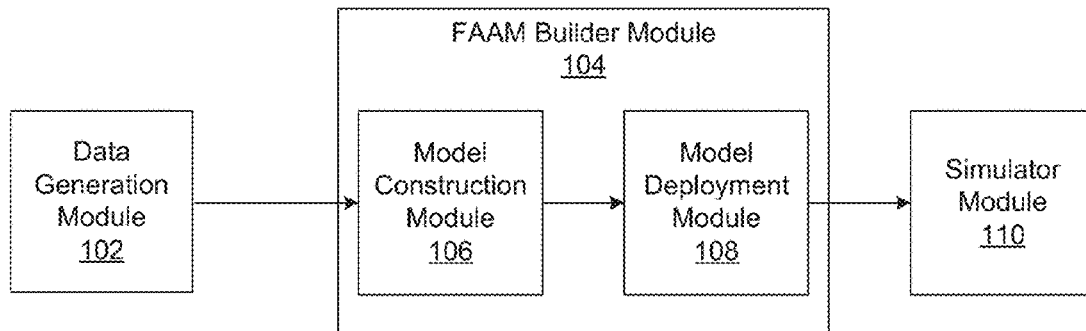 FAAM Builder Module
104
Data
Generation
Module
102
Model
Construction
Module
106
Model
Deployment
Module
108
Simulator
Module
110